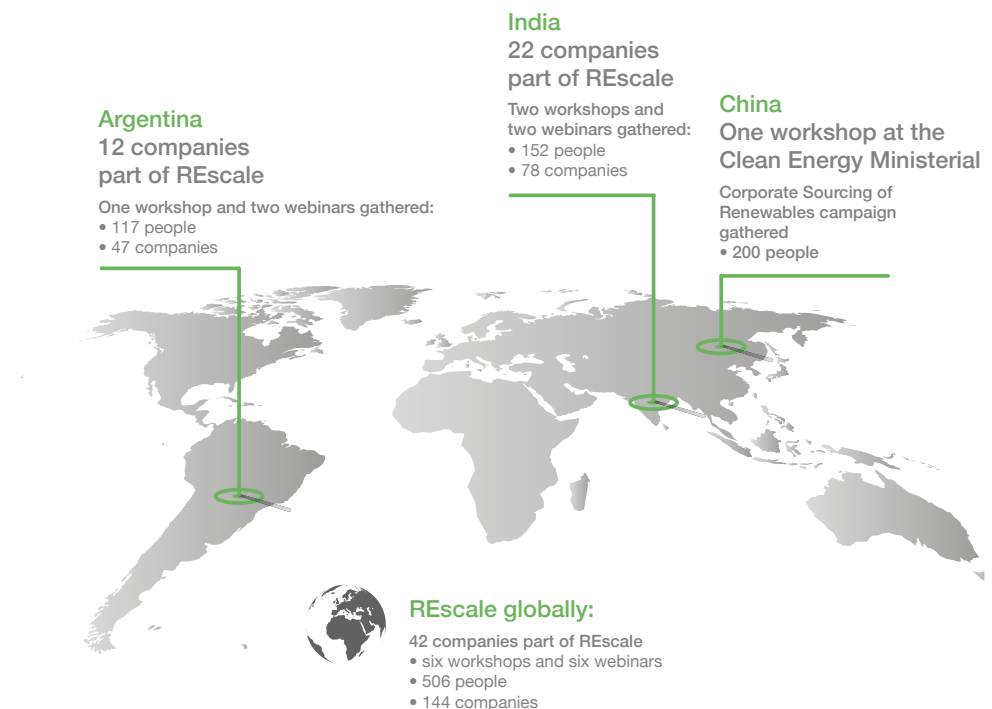 Argentina
12 companies
part of REscale
One workshop and two webinars gathered:
• 117 people
• 47 companies
India
22 companies
part of REscale
Two workshops and
two webinars gathered:
• 152 people
• 78 companies
China
One workshop at the
Clean Energy Ministerial
Corporate Sourcing of
Renewables campaign
gathered
• 200 people
REscale globally:
42 companies part of REscale
• six workshops and six webinars
• 506 people
• 144 companies